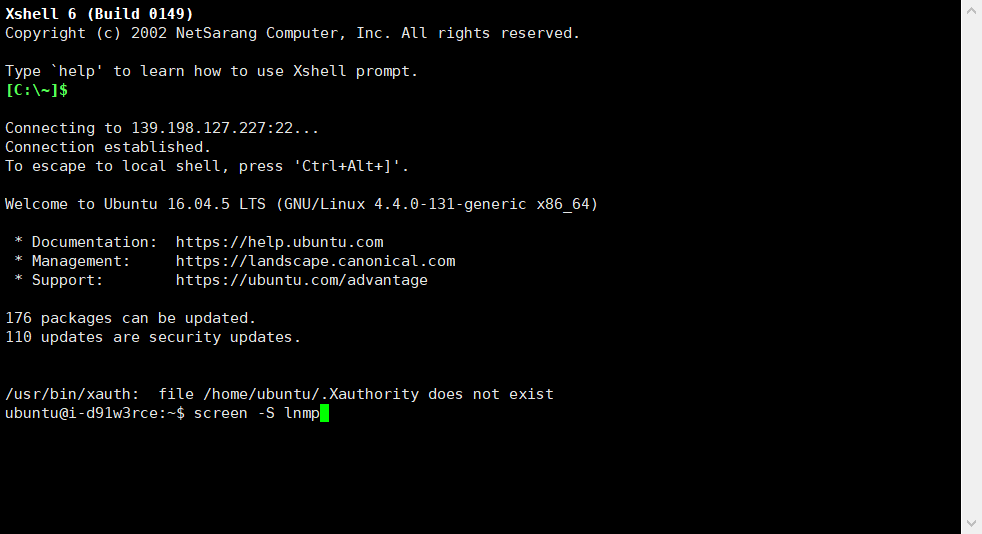 Xshell 6 (Build 0149)
Copyright (c) 2002 NetSarang Computer, Inc. All rights reserved.
Type `help' to learn how to use Xshell prompt.
[C:\~]$
Connecting to 139.198.127.227:22...
Connection established.
To escape to local shell, press 'Ctrl+Alt+]'.
Welcome to Ubuntu 16.04.5 LTS (GNU/Linux 4.4.0-131-generic x86_64)
 * Documentation:  https://help.ubuntu.com
 * Management:     https://landscape.canonical.com
 * Support:        https://ubuntu.com/advantage
176 packages can be updated.
110 updates are security updates.
/usr/bin/xauth:  file /home/ubuntu/.Xauthority does not exist
ubuntu@i-d91w3rce:~$ screen -S lnmp